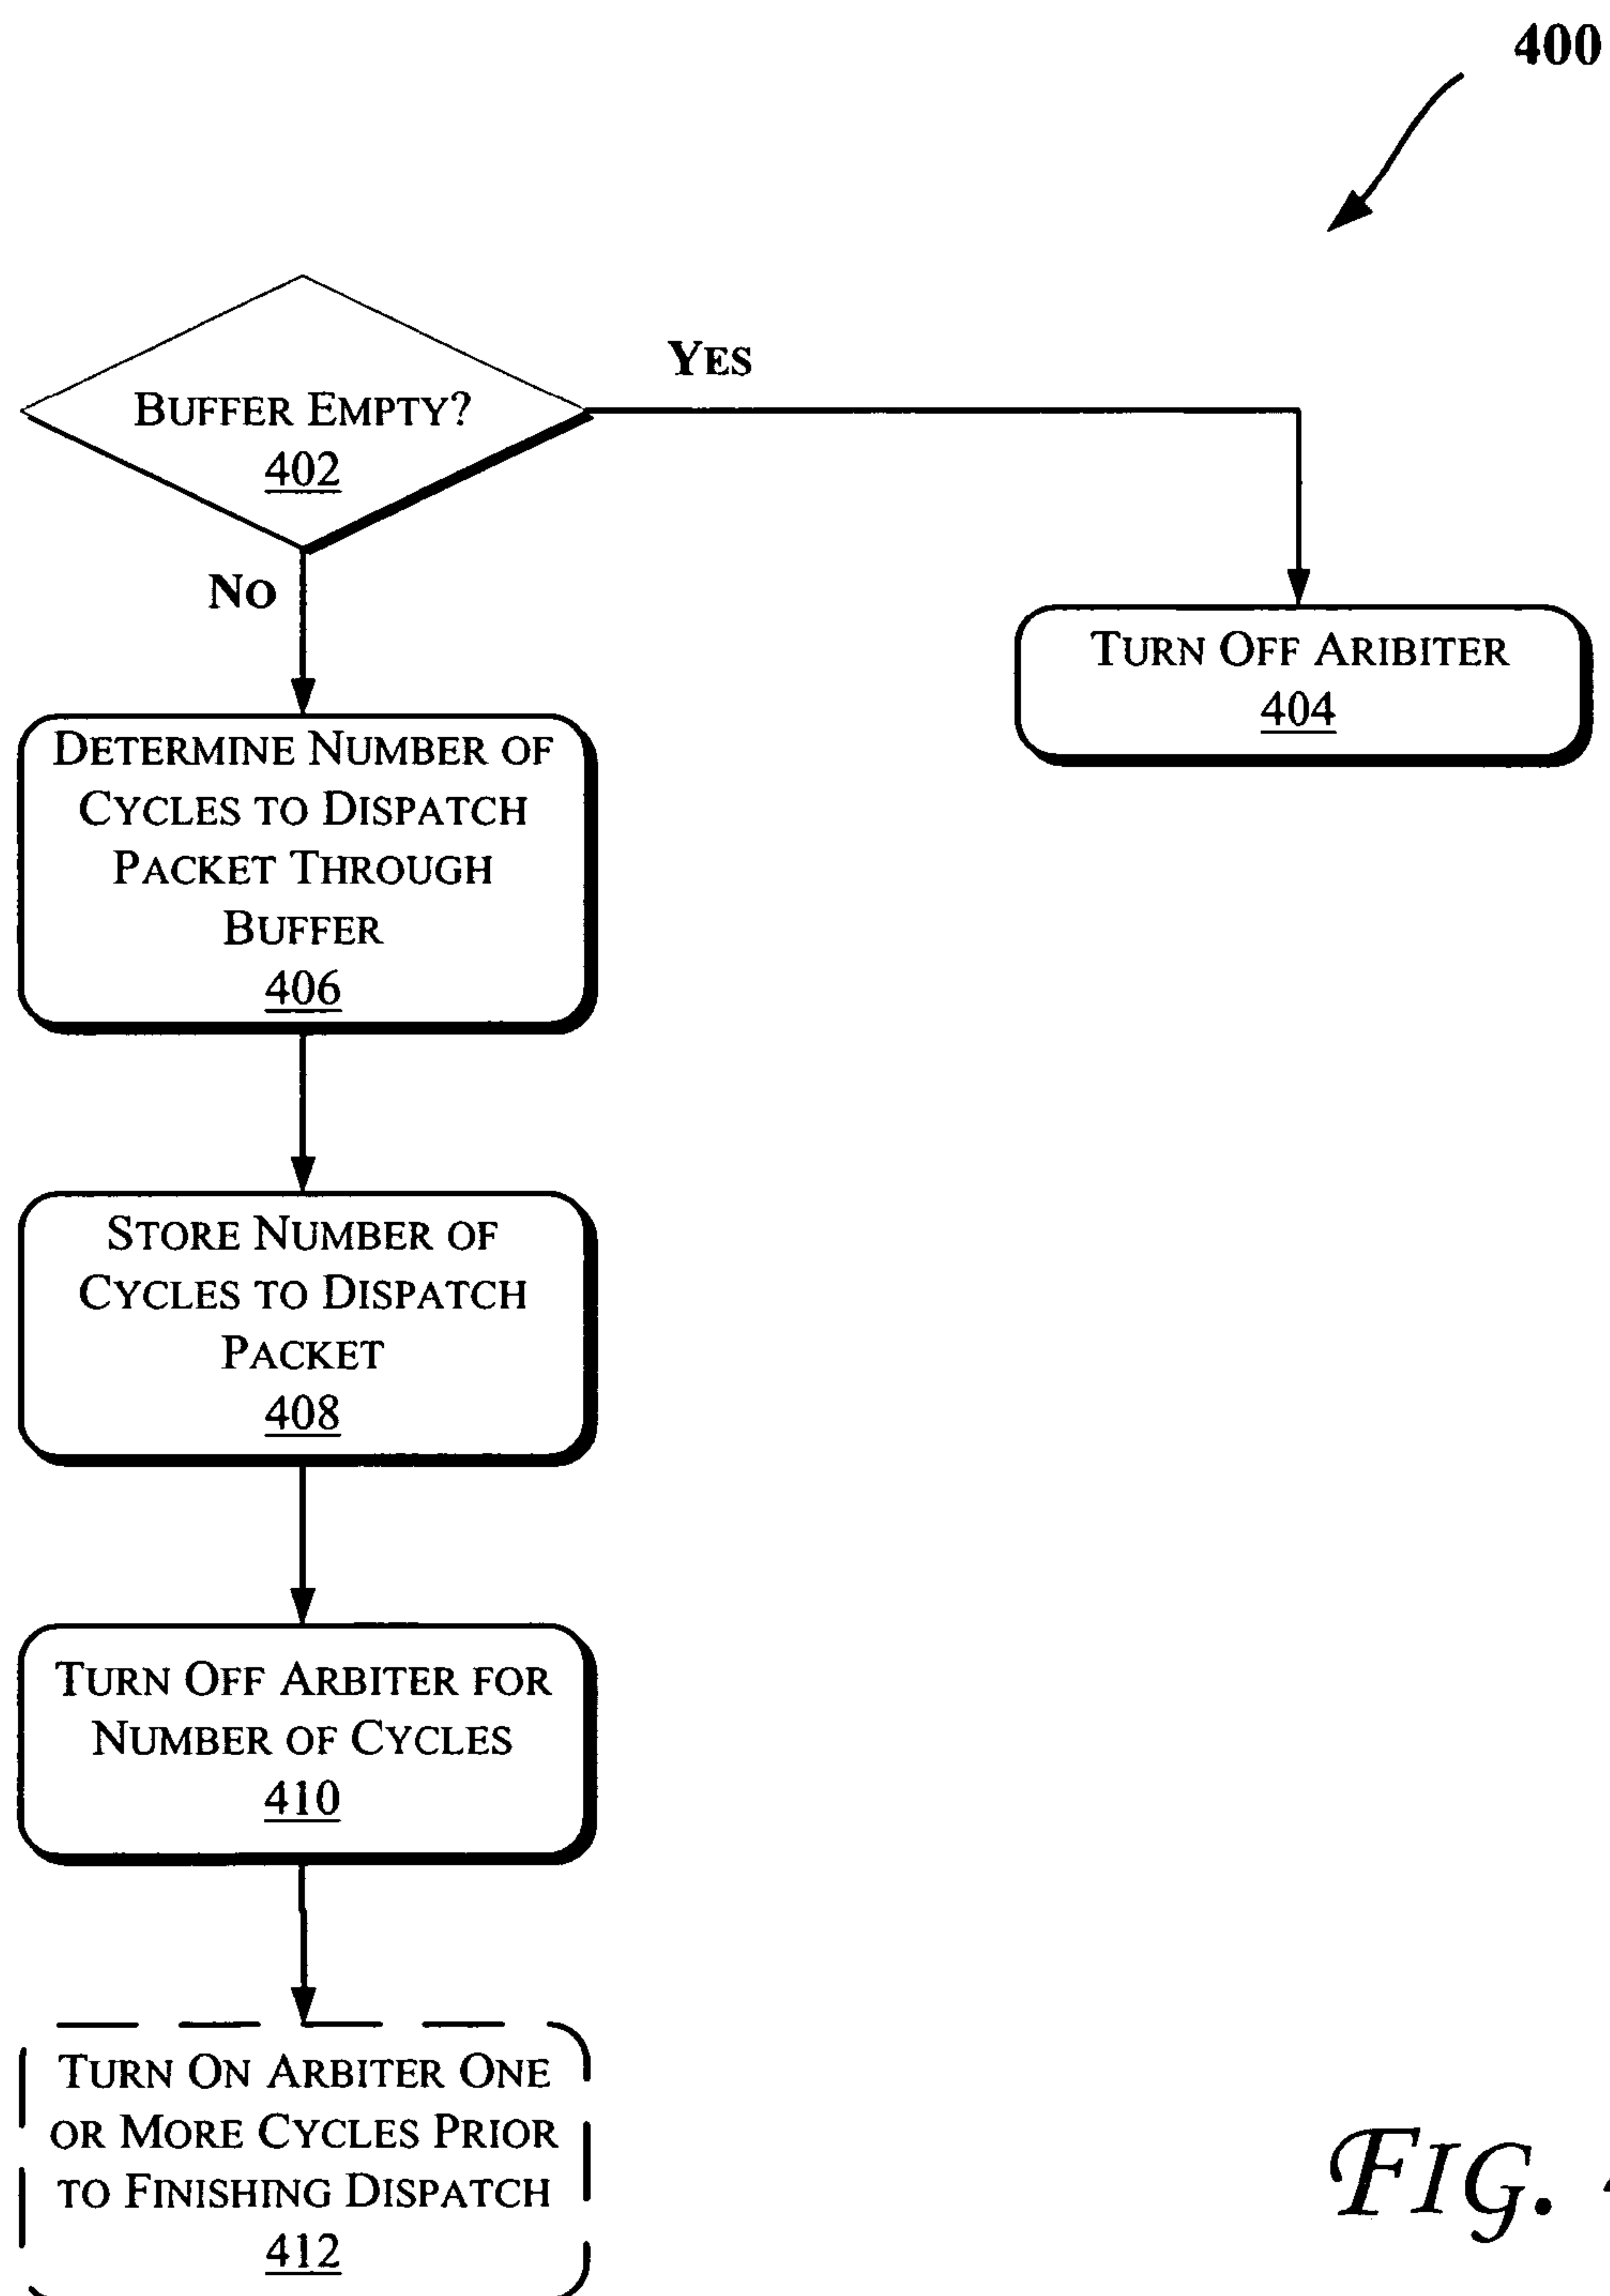 400
BUFFER EMPTY?
402
YES
NO
TURN OFF ARIBITER
404
DETERMINE NUMBER OF
CYCLES TO DISPATCH
PACKET THROUGH
BUFFER
406
STORE NUMBER OF
CYCLES TO DISPATCH
PACKET
408
TURN OFF ARBITER FOR
NUMBER OF CYCLES
410
TURN ON ARBITER ONE
OR MORE CYCLES PRIOR
TO FINISHING DISPATCH
412
FIG.